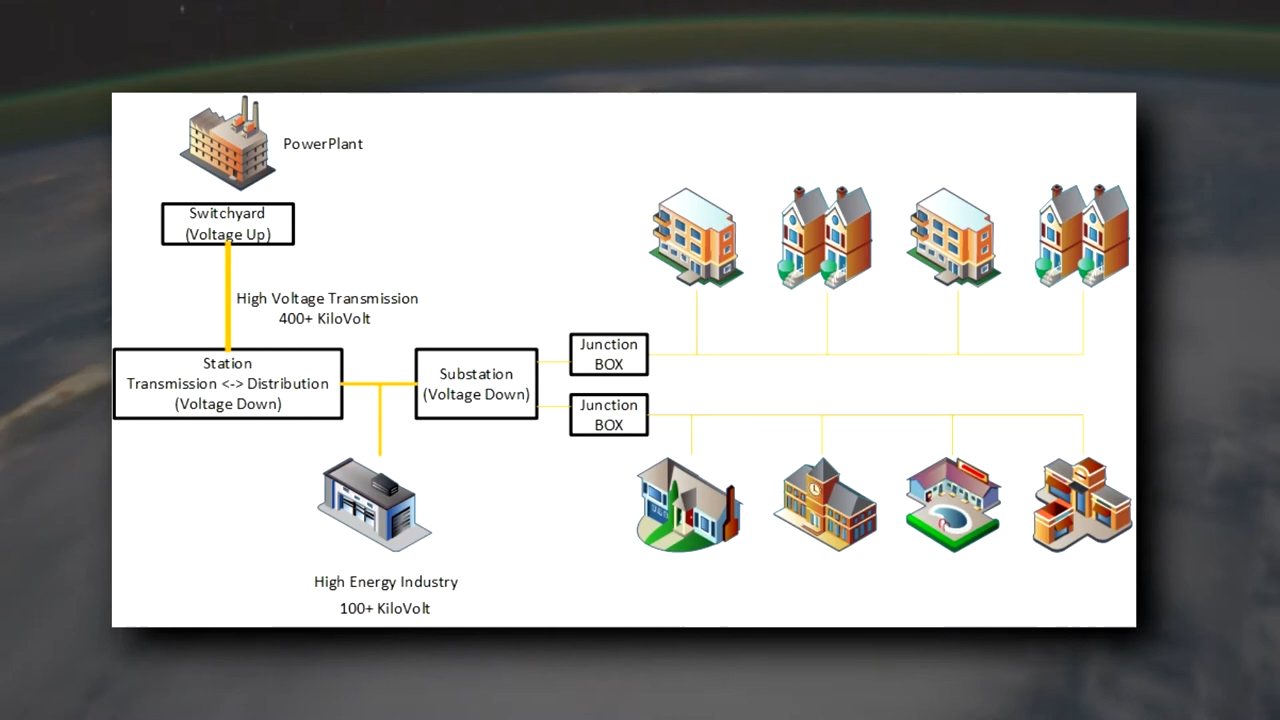 PowerPlant
Switchyard
(Voltage Up)
High Voltage Transmission
400+ KiloVolt
Station
Transmission <-> Distribution
(Voltage Down)
Substation
(Voltage Down)
Junction
BOX
Junction
BOX
High Energy Industry
100+ KiloVolt